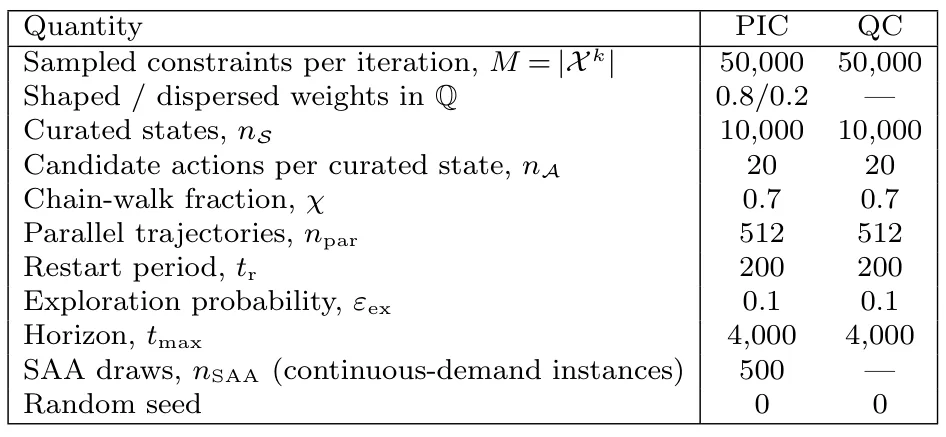 Quantity PIC QC
Sampled constraints per iteration, M = |𝒳ᵏ| 50,000 50,000
Shaped / dispersed weights in ℚ 0.8/0.2 —
Curated states, n_𝒮 10,000 10,000
Candidate actions per curated state, n_𝒜 20 20
Chain-walk fraction, χ 0.7 0.7
Parallel trajectories, n_par 512 512
Restart period, t_r 200 200
Exploration probability, ε_ex 0.1 0.1
Horizon, t_max 4,000 4,000
SAA draws, n_SAA (continuous-demand instances) 500 —
Random seed 0 0